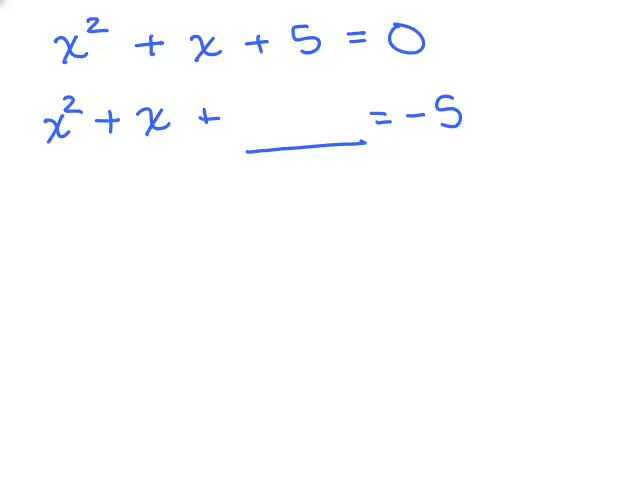 x² + x + 5 = 0
x² + x + ____ = -5